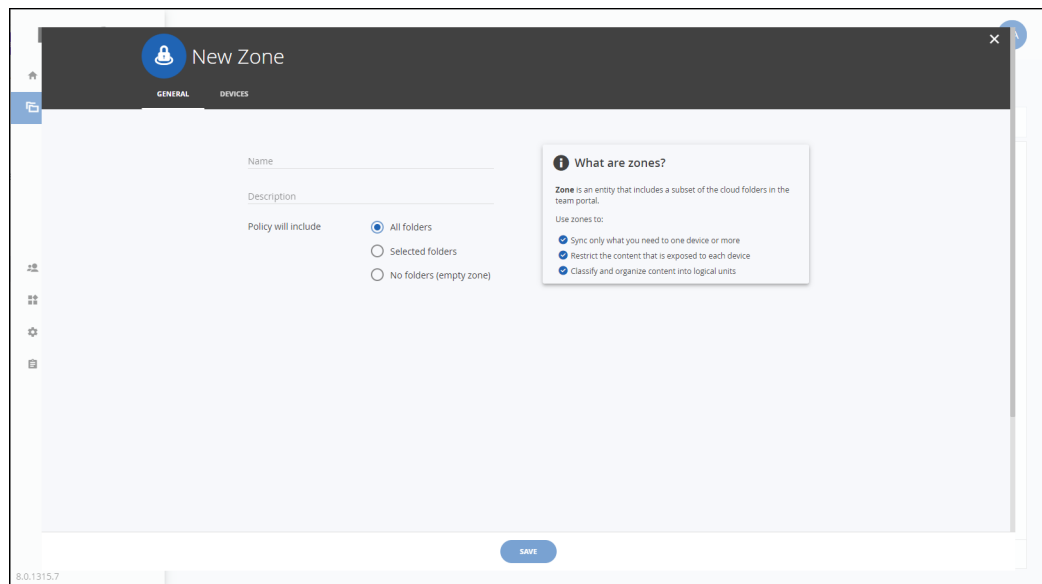 New Zone
GENERAL DEVICES
Name
Description
Policy will include
All folders
Selected folders
No folders (empty zone)
What are zones?
Zone is an entity that includes a subset of the cloud folders in the
team portal.
Use zones to:
Sync only what you need to one device or more
Restrict the content that is exposed to each device
Classify and organize content into logical units
SAVE
8.0.1315.7